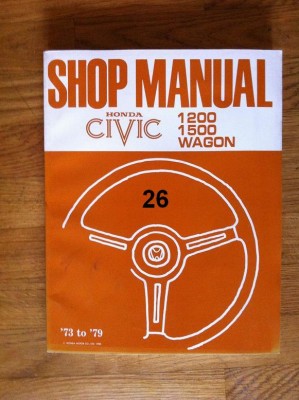 SHOP MANUAL
HONDA
CIVIC
1200
1500
WAGON
26
'73 to '79